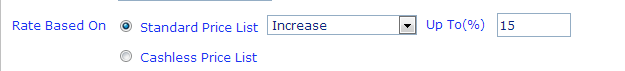 Rate Based On Standard Price List Increase Up To(%) 15
Cashless Price List